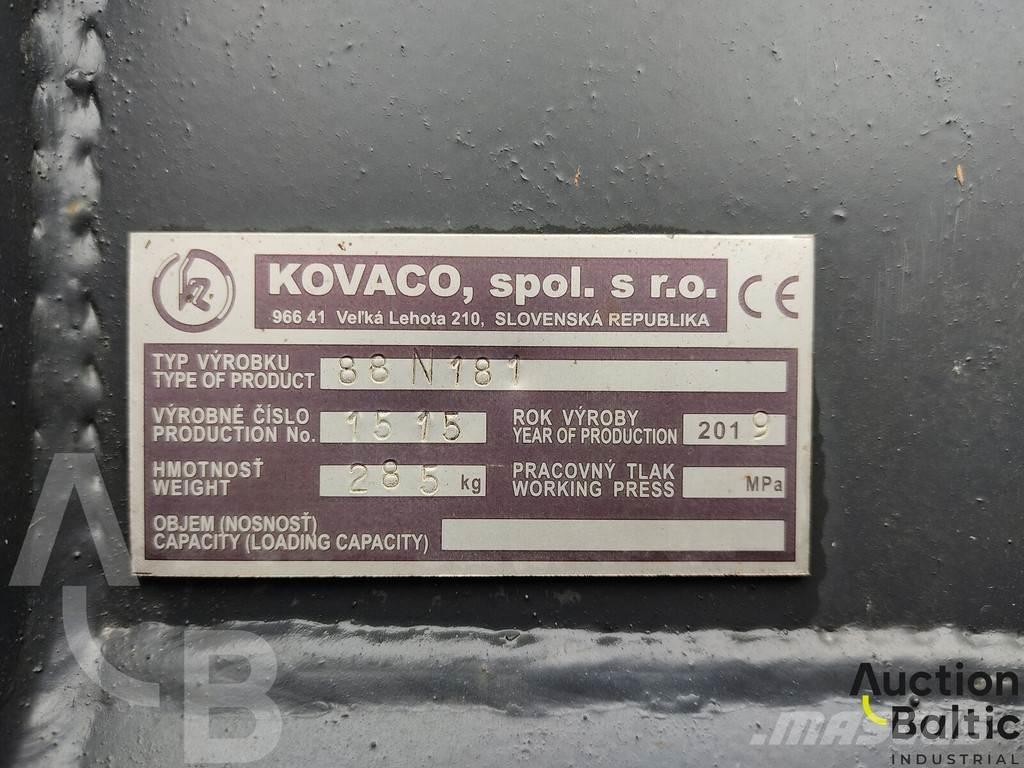 KOVACO, spol. s r.o.
966 41 Veľká Lehota 210, SLOVENSKÁ REPUBLIKA
CE
TYP VÝROBKU
TYPE OF PRODUCT
88 N 181
VÝROBNÉ ČÍSLO
PRODUCTION No.
1515
ROK VÝROBY
YEAR OF PRODUCTION
2019
HMOTNOSŤ
WEIGHT
285 kg
PRACOVNÝ TLAK
WORKING PRESS
MPa
OBJEM (NOSNOSŤ)
CAPACITY (LOADING CAPACITY)
AB
Auction
Baltic
INDUSTRIAL